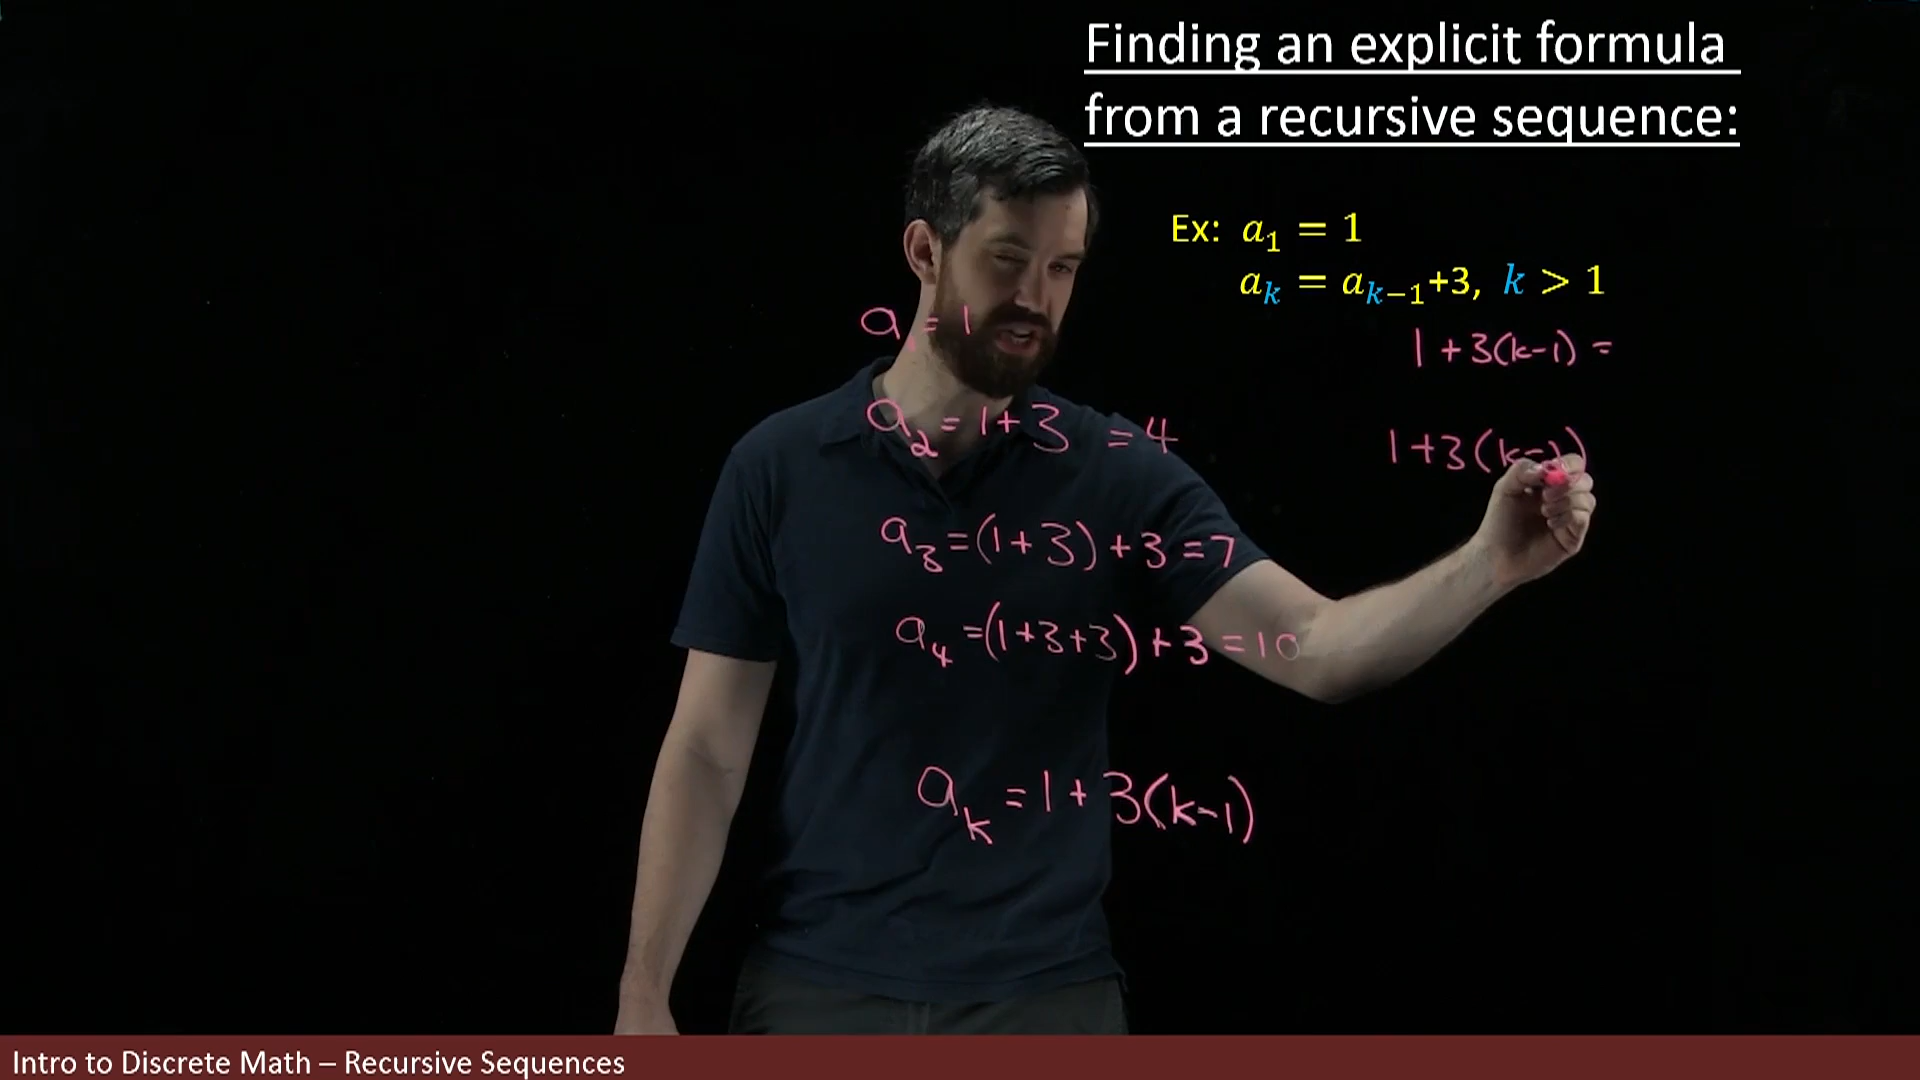 Finding an explicit formula
from a recursive sequence:
Ex: a₁ = 1
aₖ = aₖ₋₁+3, k > 1
1 + 3(k-1) =
1+3(k-
a₁ = 1
a₂ = 1+3 = 4
a₃ = (1+3) + 3 = 7
a₄ = (1+3+3) + 3 = 10
aₖ = 1 + 3(k-1)
Intro to Discrete Math – Recursive Sequences